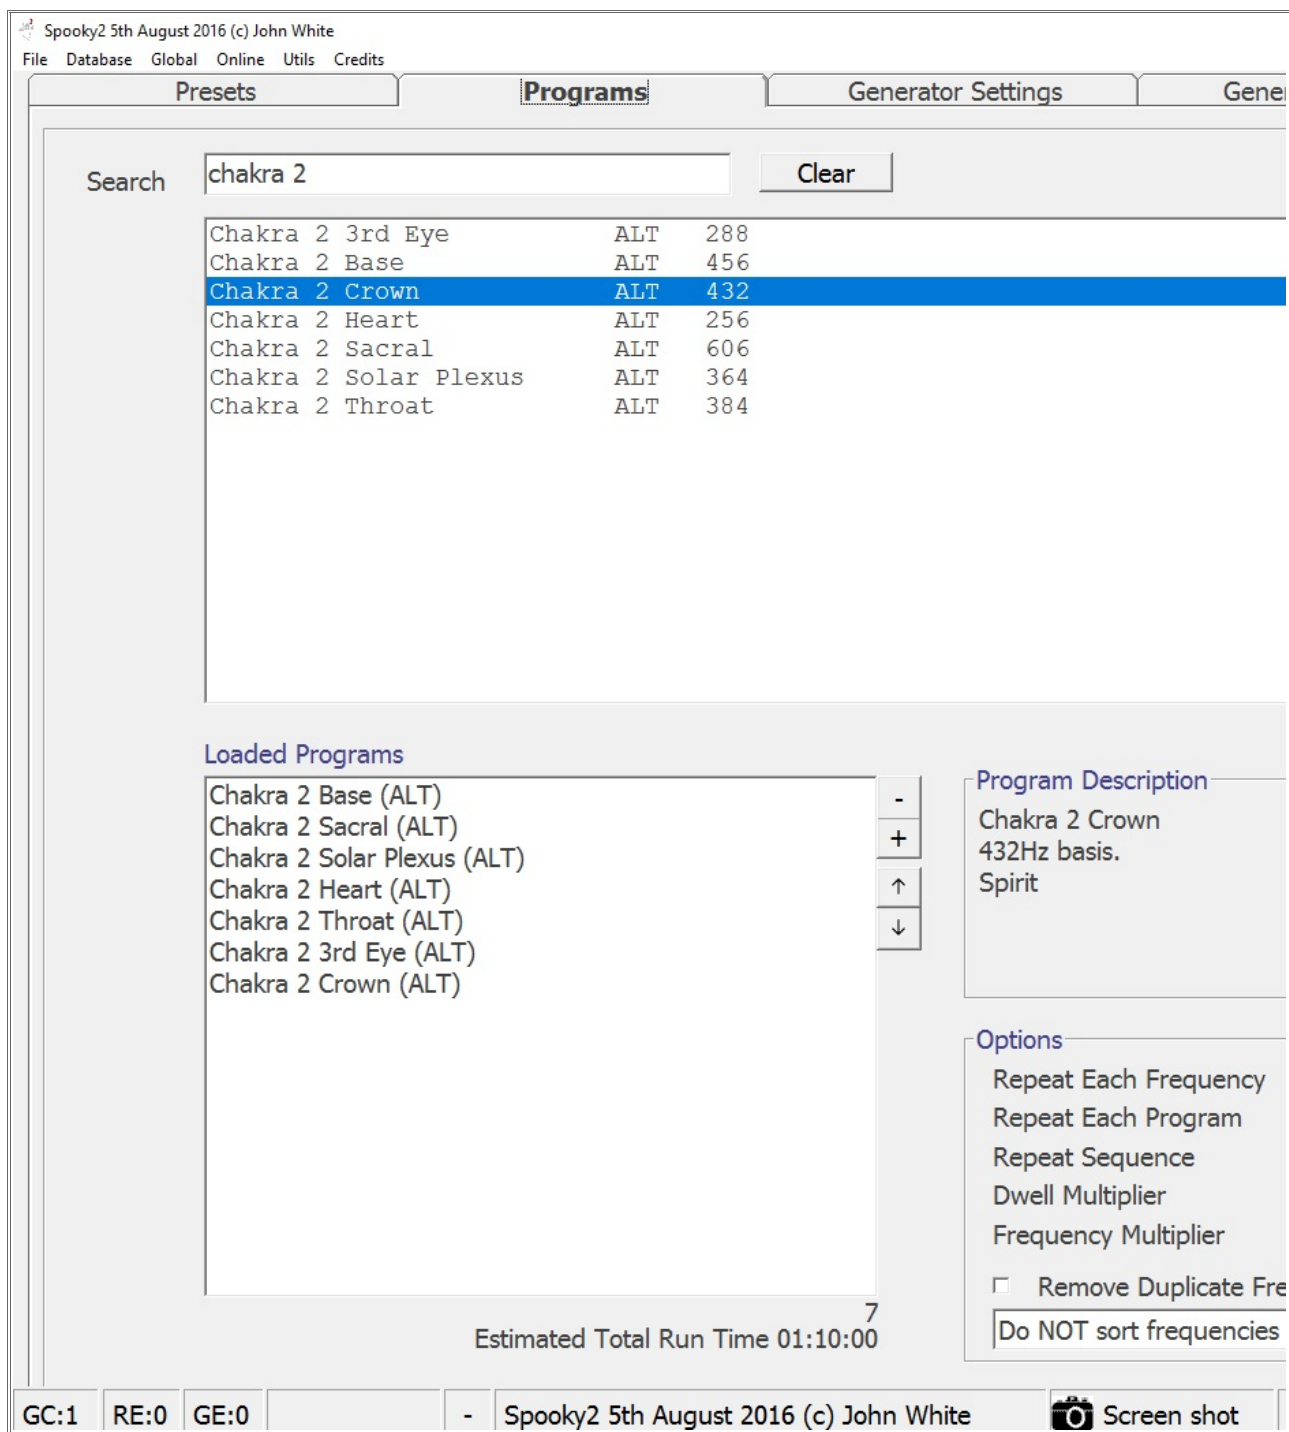 Spooky2 5th August 2016 (c) John White
File Database Global Online Utils Credits
Presets Programs Generator Settings Gene
Search chakra 2 Clear
Chakra 2 3rd Eye ALT 288
Chakra 2 Base ALT 456
Chakra 2 Crown ALT 432
Chakra 2 Heart ALT 256
Chakra 2 Sacral ALT 606
Chakra 2 Solar Plexus ALT 364
Chakra 2 Throat ALT 384
Loaded Programs
Chakra 2 Base (ALT)
Chakra 2 Sacral (ALT)
Chakra 2 Solar Plexus (ALT)
Chakra 2 Heart (ALT)
Chakra 2 Throat (ALT)
Chakra 2 3rd Eye (ALT)
Chakra 2 Crown (ALT)
-
+
↑
↓
7
Estimated Total Run Time 01:10:00
Program Description
Chakra 2 Crown
432Hz basis.
Spirit
Options
Repeat Each Frequency
Repeat Each Program
Repeat Sequence
Dwell Multiplier
Frequency Multiplier
Remove Duplicate Fre
Do NOT sort frequencies
GC:1 RE:0 GE:0 - Spooky2 5th August 2016 (c) John White Screen shot